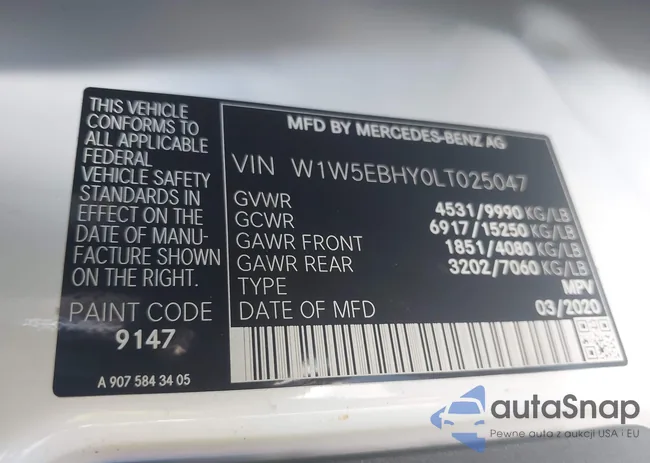 THIS VEHICLE
CONFORMS TO
ALL APPLICABLE
FEDERAL
VEHICLE SAFETY
STANDARDS IN
EFFECT ON THE
DATE OF MANU-
FACTURE SHOWN
ON THE RIGHT.
PAINT CODE
9147
A 907 584 34 05
MFD BY MERCEDES-BENZ AG
VIN W1W5EBHY0LT025047
GVWR 4531/9990 KG/LB
GCWR 6917/15250 KG/LB
GAWR FRONT 1851/4080 KG/LB
GAWR REAR 3202/7060 KG/LB
TYPE MPV
DATE OF MFD 03/2020
autaSnap
Pewne auta z aukcji USA i EU